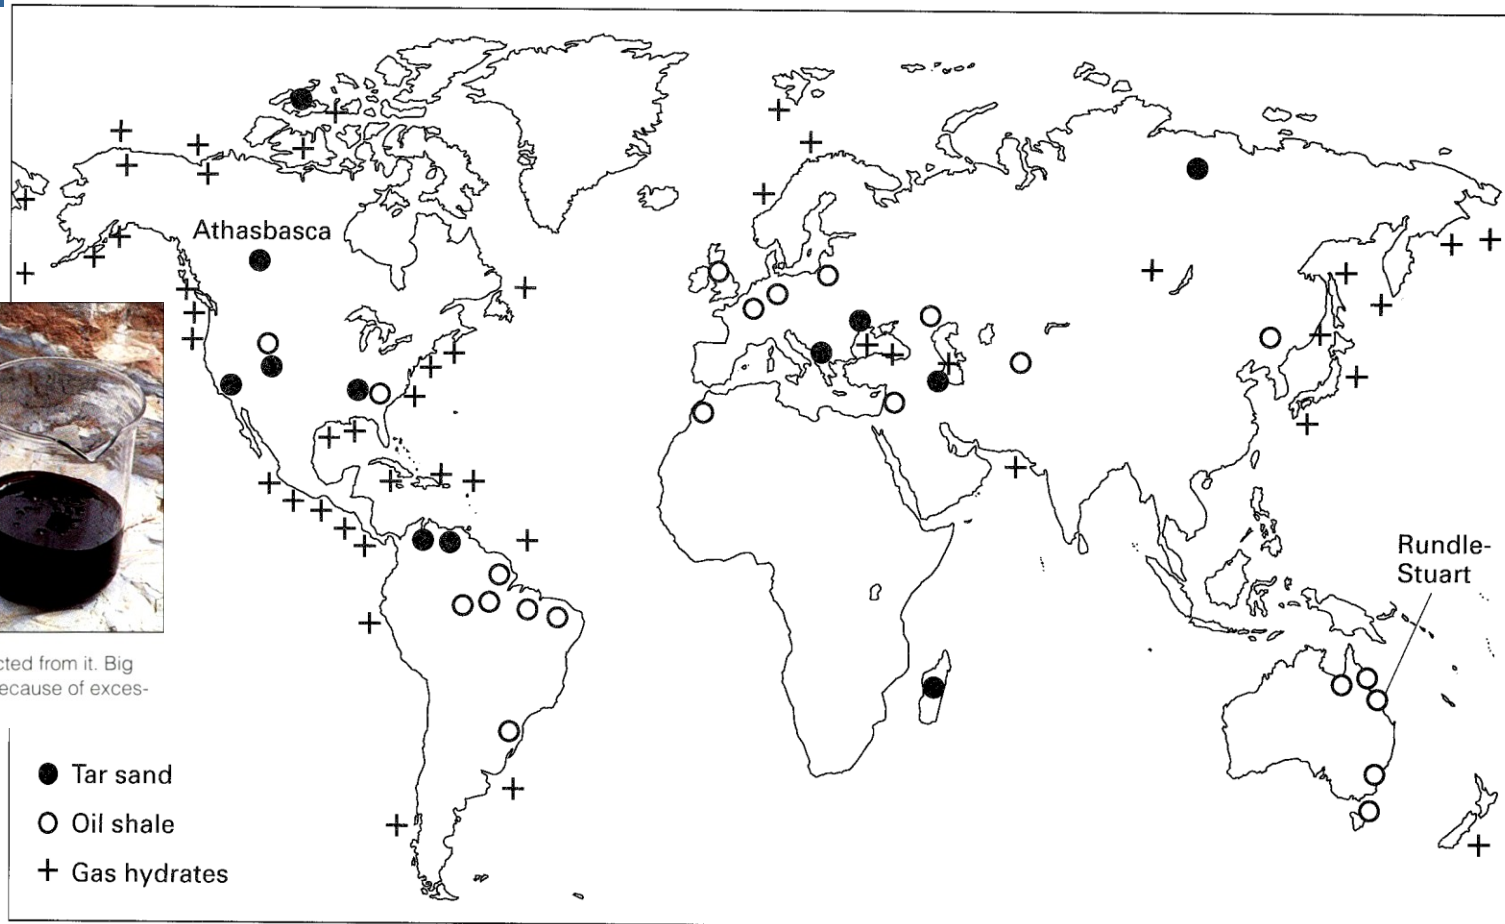 Athasbasca
Rundle-
Stuart
cted from it. Big
ecause of exces-
Tar sand
Oil shale
Gas hydrates